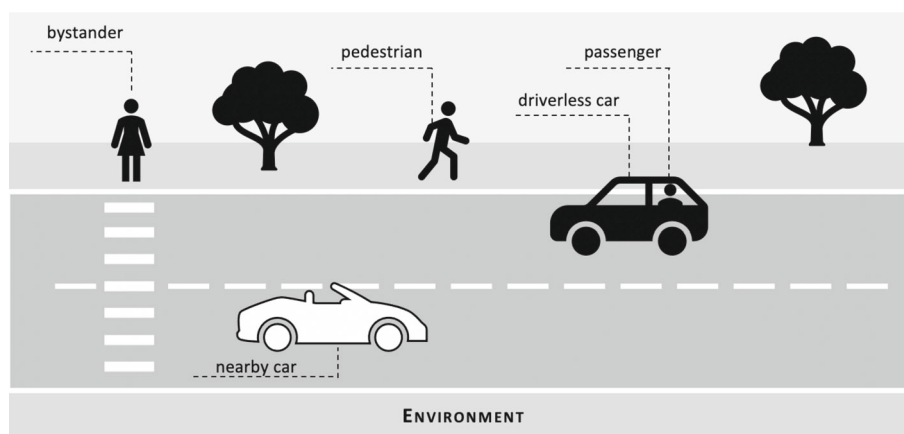 bystander
pedestrian
passenger
driverless car
nearby car
ENVIRONMENT